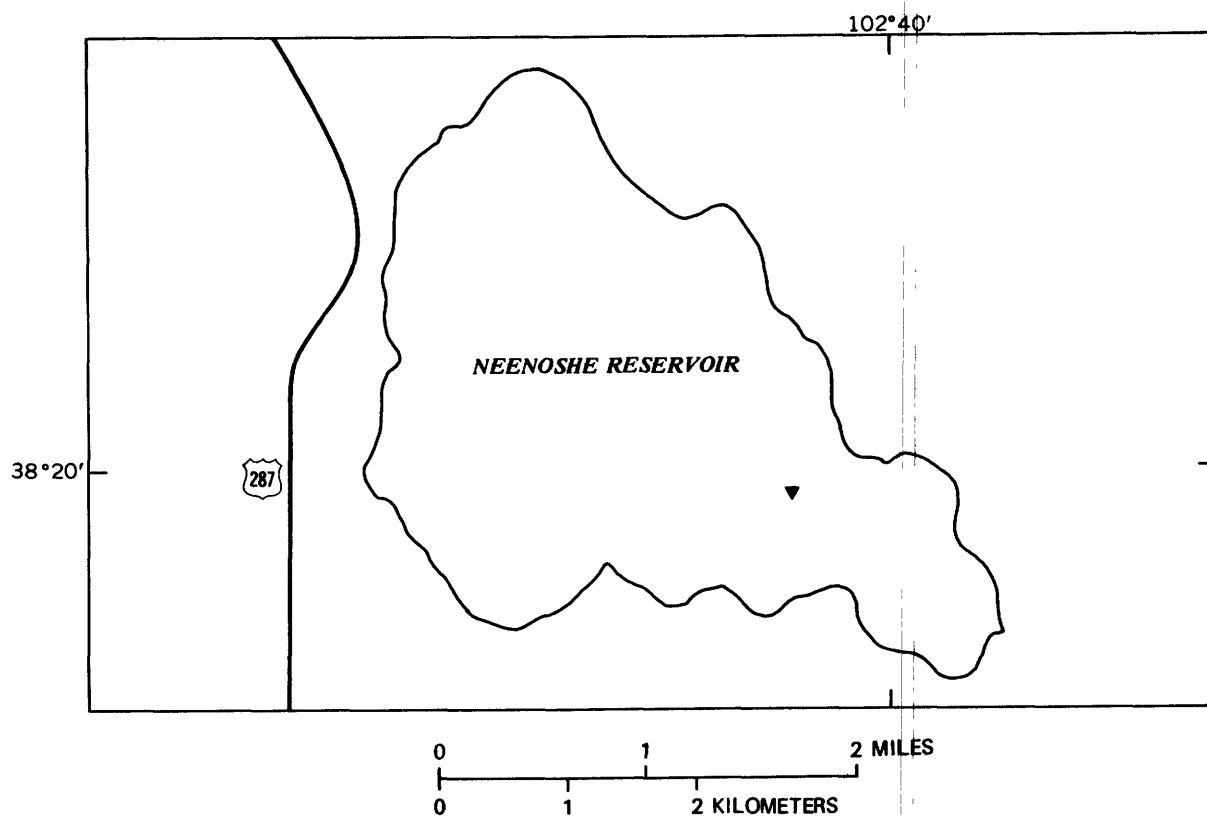 102°40′
NEENOSHE RESERVOIR
38°20′
287
0 1 2 MILES
0 1 2 KILOMETERS